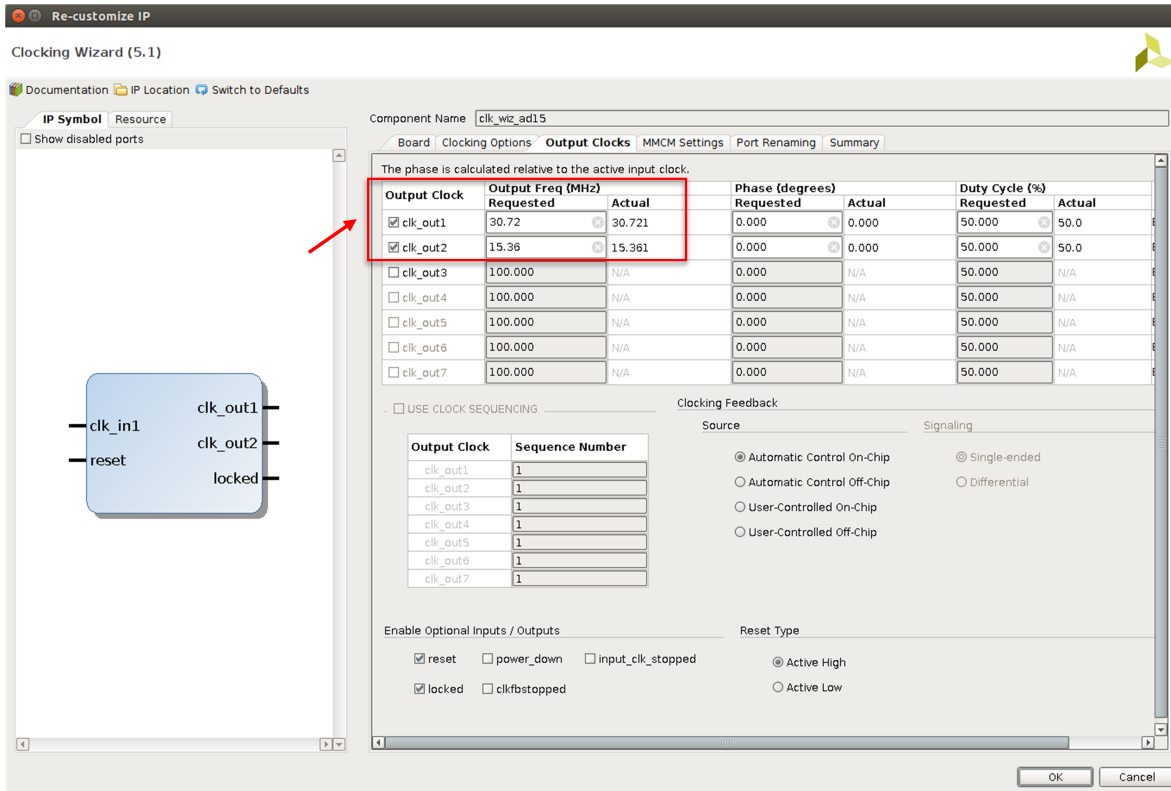 Re-customize IP
Clocking Wizard (5.1)
Documentation IP Location Switch to Defaults
IP Symbol Resource
Show disabled ports
clk_in1
reset
clk_out1
clk_out2
locked
Component Name clk_wiz_ad15
Board Clocking Options Output Clocks MMCM Settings Port Renaming Summary
The phase is calculated relative to the active input clock.
Output Clock Output Freq (MHz) Phase (degrees) Duty Cycle (%)
Requested Actual Requested Actual Requested Actual
clk_out1 30.72 30.721 0.000 0.000 50.000 50.0
clk_out2 15.36 15.361 0.000 0.000 50.000 50.0
clk_out3 100.000 N/A 0.000 N/A 50.000 N/A
clk_out4 100.000 N/A 0.000 N/A 50.000 N/A
clk_out5 100.000 N/A 0.000 N/A 50.000 N/A
clk_out6 100.000 N/A 0.000 N/A 50.000 N/A
clk_out7 100.000 N/A 0.000 N/A 50.000 N/A
USE CLOCK SEQUENCING
Output Clock Sequence Number
clk_out1 1
clk_out2 1
clk_out3 1
clk_out4 1
clk_out5 1
clk_out6 1
clk_out7 1
Clocking Feedback
Source Signaling
Automatic Control On-Chip Single-ended
Automatic Control Off-Chip Differential
User-Controlled On-Chip
User-Controlled Off-Chip
Enable Optional Inputs / Outputs
reset power_down input_clk_stopped
locked clkfbstopped
Reset Type
Active High
Active Low
OK Cancel